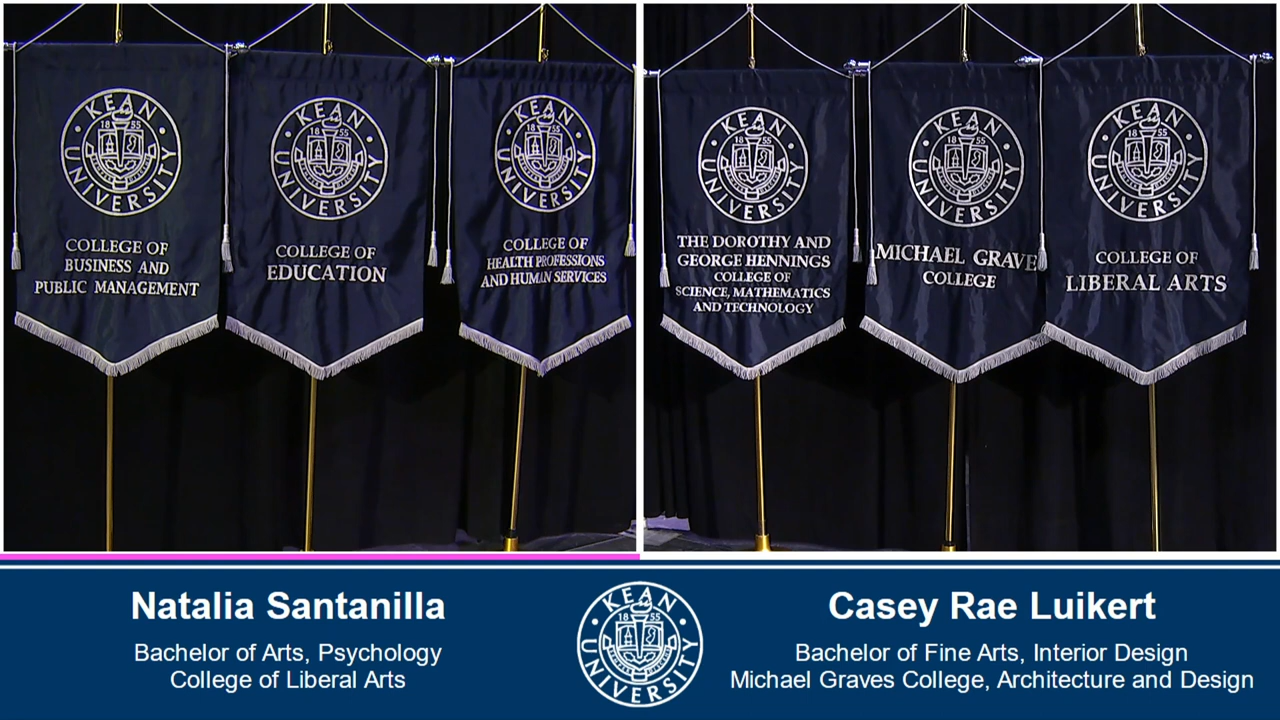 KEAN UNIVERSITY
1855
COLLEGE OF
BUSINESS AND
PUBLIC MANAGEMENT
KEAN UNIVERSITY
1855
COLLEGE OF
EDUCATION
KEAN UNIVERSITY
1855
COLLEGE OF
HEALTH PROFESSIONS
AND HUMAN SERVICES
KEAN UNIVERSITY
1855
THE DOROTHY AND
GEORGE HENNINGS
COLLEGE OF
SCIENCE, MATHEMATICS
AND TECHNOLOGY
KEAN UNIVERSITY
1855
MICHAEL GRAVE
COLLEGE
KEAN UNIVERSITY
1855
COLLEGE OF
LIBERAL ARTS
Natalia Santanilla
Bachelor of Arts, Psychology
College of Liberal Arts
KEAN UNIVERSITY
1855
Casey Rae Luikert
Bachelor of Fine Arts, Interior Design
Michael Graves College, Architecture and Design